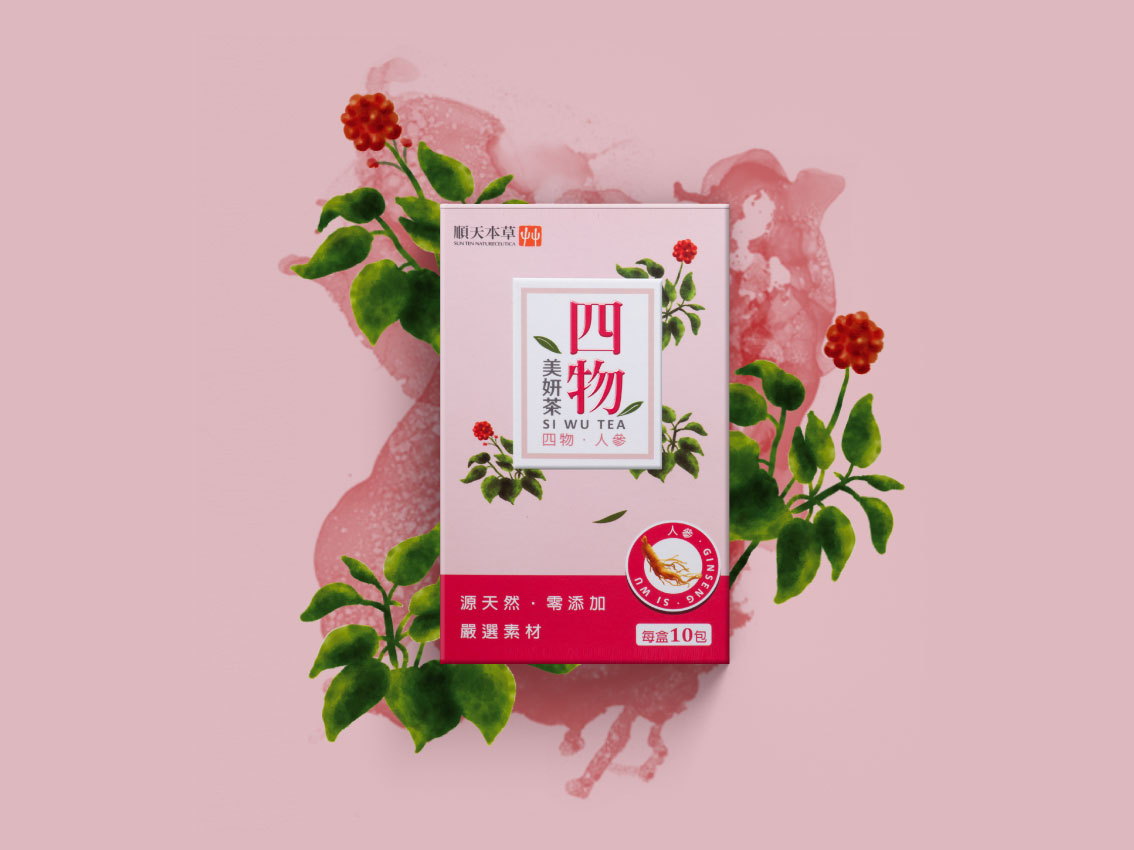 順天本草
SUN TEN NATURECEUTICA
四物
美妍茶
SI WU TEA
四物·人參
人參·GINSENG·SI WU
源天然·零添加
嚴選素材
每盒10包